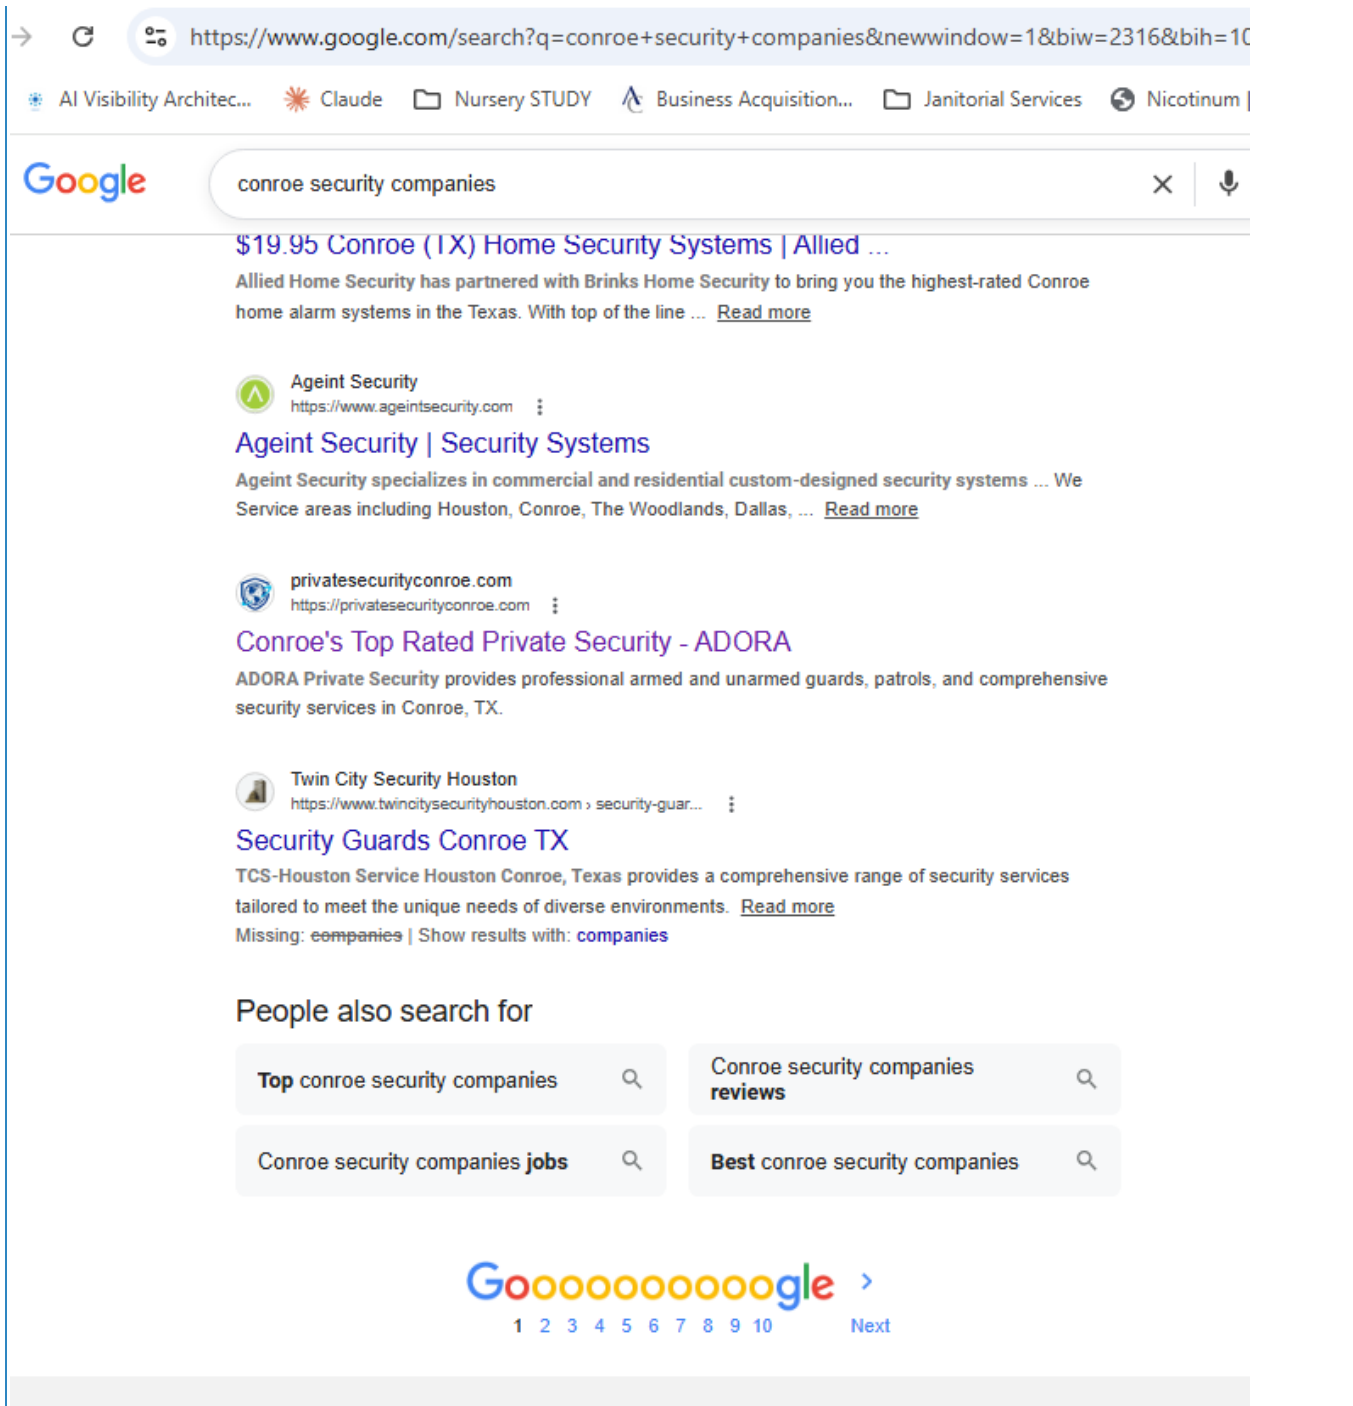 https://www.google.com/search?q=conroe+security+companies&newwindow=1&biw=2316&bih=10
AI Visibility Architec...
Claude
Nursery STUDY
Business Acquisition...
Janitorial Services
Nicotinum |
Google
conroe security companies
$19.95 Conroe (TX) Home Security Systems | Allied ...
Allied Home Security has partnered with Brinks Home Security to bring you the highest-rated Conroe
home alarm systems in the Texas. With top of the line ... Read more
Ageint Security
https://www.ageintsecurity.com
Ageint Security | Security Systems
Ageint Security specializes in commercial and residential custom-designed security systems ... We
Service areas including Houston, Conroe, The Woodlands, Dallas, ... Read more
privatesecurityconroe.com
https://privatesecurityconroe.com
Conroe's Top Rated Private Security - ADORA
ADORA Private Security provides professional armed and unarmed guards, patrols, and comprehensive
security services in Conroe, TX.
Twin City Security Houston
https://www.twincitysecurityhouston.com › security-guar...
Security Guards Conroe TX
TCS-Houston Service Houston Conroe, Texas provides a comprehensive range of security services
tailored to meet the unique needs of diverse environments. Read more
Missing: companies | Show results with: companies
People also search for
Top conroe security companies
Conroe security companies
reviews
Conroe security companies jobs
Best conroe security companies
Goooooooooogle >
1 2 3 4 5 6 7 8 9 10 Next